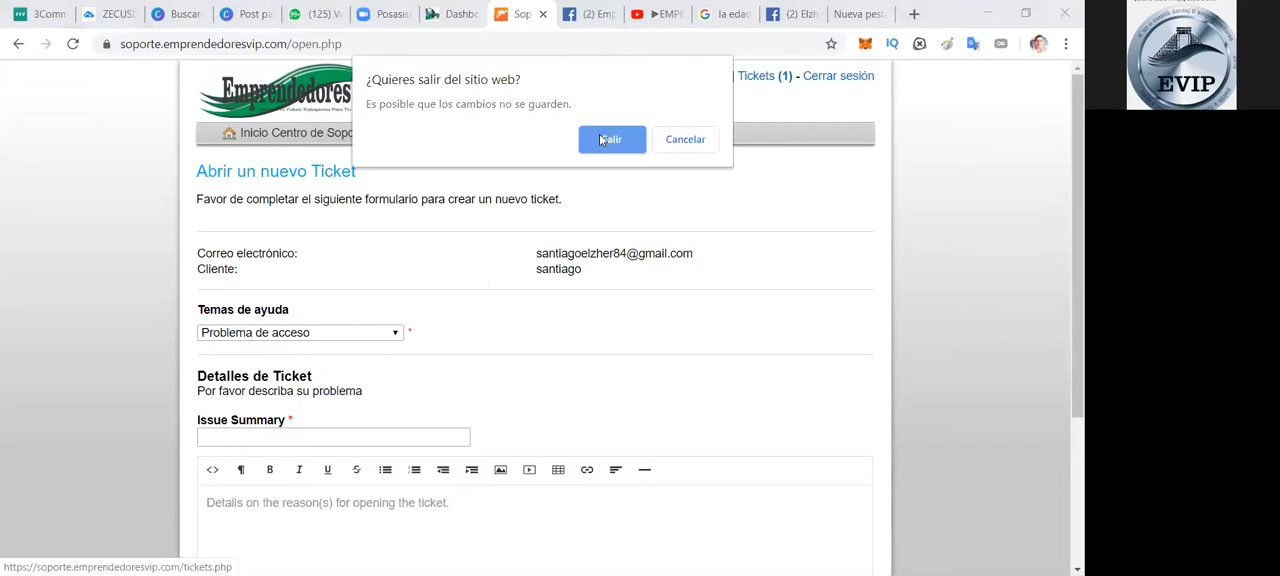 3Comm
ZECUS
Buscar
Post pa
(125) W
Posasis
Dashbo
Sop
(2) Emp
►EMPR
la edad
Elzh
Nueva pest
soporte.emprendedoresvip.com/open.php
IQ
¿Quieres salir del sitio web?
Es posible que los cambios no se guarden.
Salir
Cancelar
Emprendedores
Tickets (1) - Cerrar sesión
EVIP
Inicio Centro de Sopo
Abrir un nuevo Ticket
Favor de completar el siguiente formulario para crear un nuevo ticket.
Correo electrónico:
santiagoelzher84@gmail.com
Cliente:
santiago
Temas de ayuda
Problema de acceso
*
Detalles de Ticket
Por favor describa su problema
Issue Summary *
Details on the reason(s) for opening the ticket.
https://soporte.emprendedoresvip.com/tickets.php